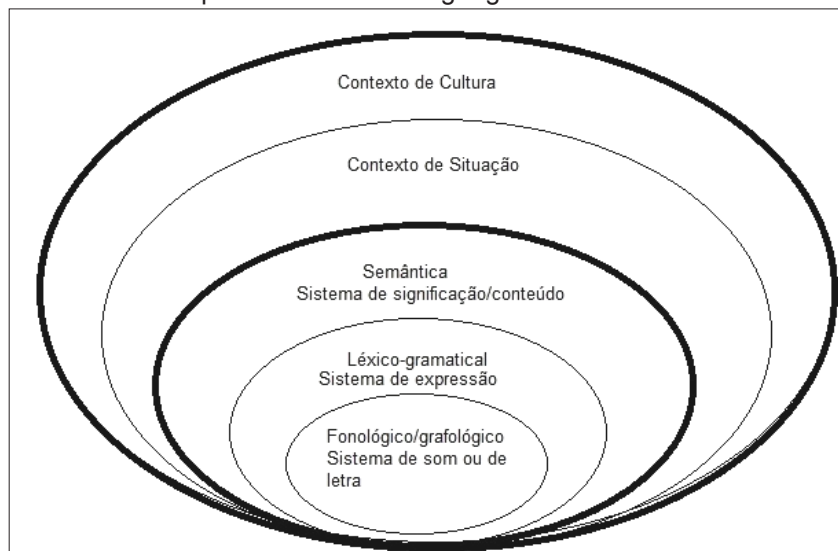 Contexto de Cultura
Contexto de Situação
Semântica
Sistema de significação/conteúdo
Léxico-gramatical
Sistema de expressão
Fonológico/grafológico
Sistema de som ou de
letra